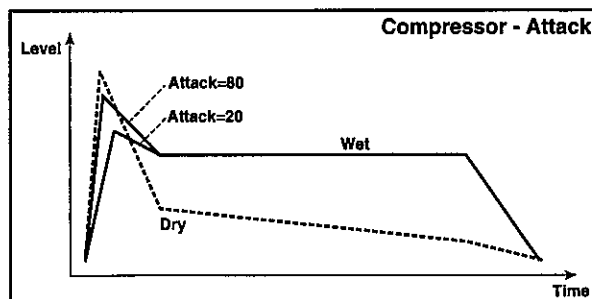 Compressor - Attack
Level
Attack=80
Attack=20
Wet
Dry
Time